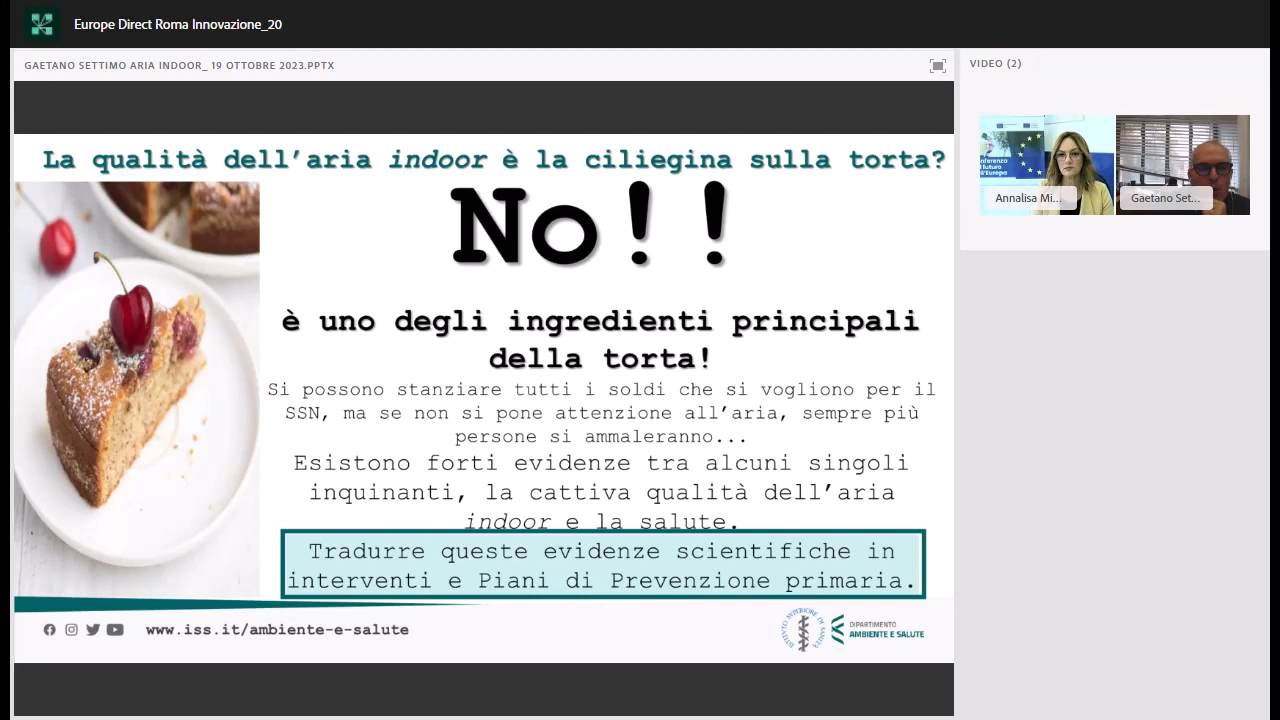 Europe Direct Roma Innovazione_20
GAETANO SETTIMO ARIA INDOOR_ 19 OTTOBRE 2023.PPTX
VIDEO (2)
Annalisa Mi...
Gaetano Set...
La qualità dell’aria indoor è la ciliegina sulla torta?
No!!
è uno degli ingredienti principali
della torta!
Si possono stanziare tutti i soldi che si vogliono per il
SSN, ma se non si pone attenzione all’aria, sempre più
persone si ammaleranno...
Esistono forti evidenze tra alcuni singoli
inquinanti, la cattiva qualità dell’aria
indoor e la salute.
Tradurre queste evidenze scientifiche in
interventi e Piani di Prevenzione primaria.
www.iss.it/ambiente-e-salute
ISTITUTO SUPERIORE DI SANITÀ
DIPARTIMENTO
AMBIENTE E SALUTE